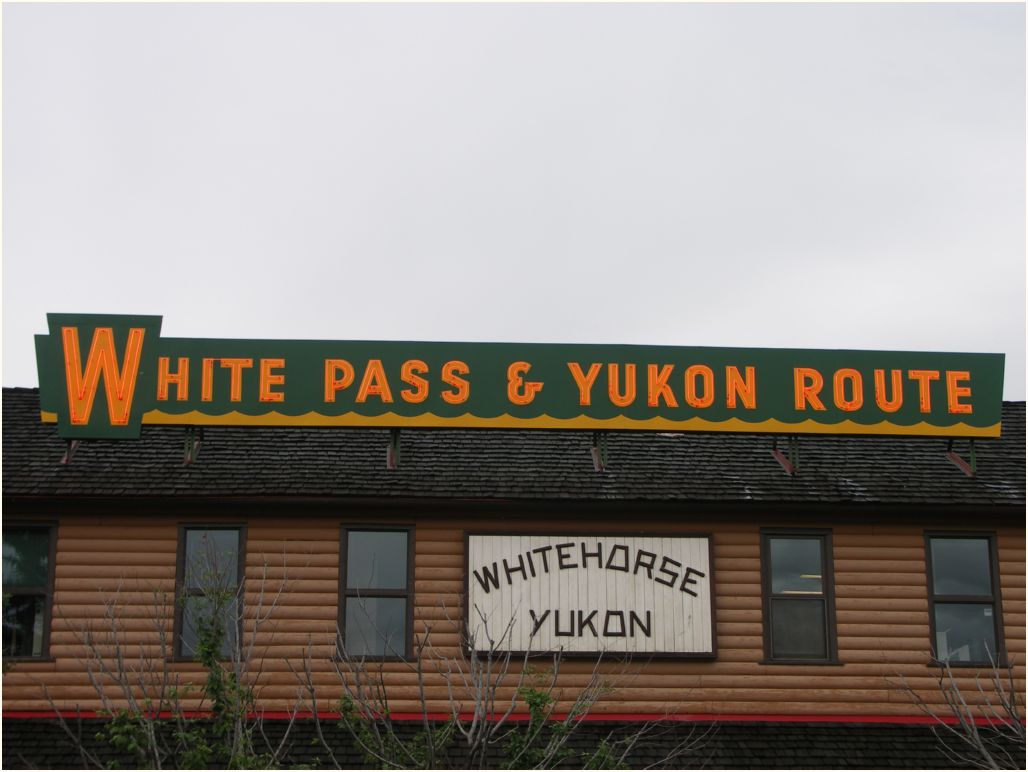 WHITE PASS & YUKON ROUTE
WHITEHORSE
YUKON